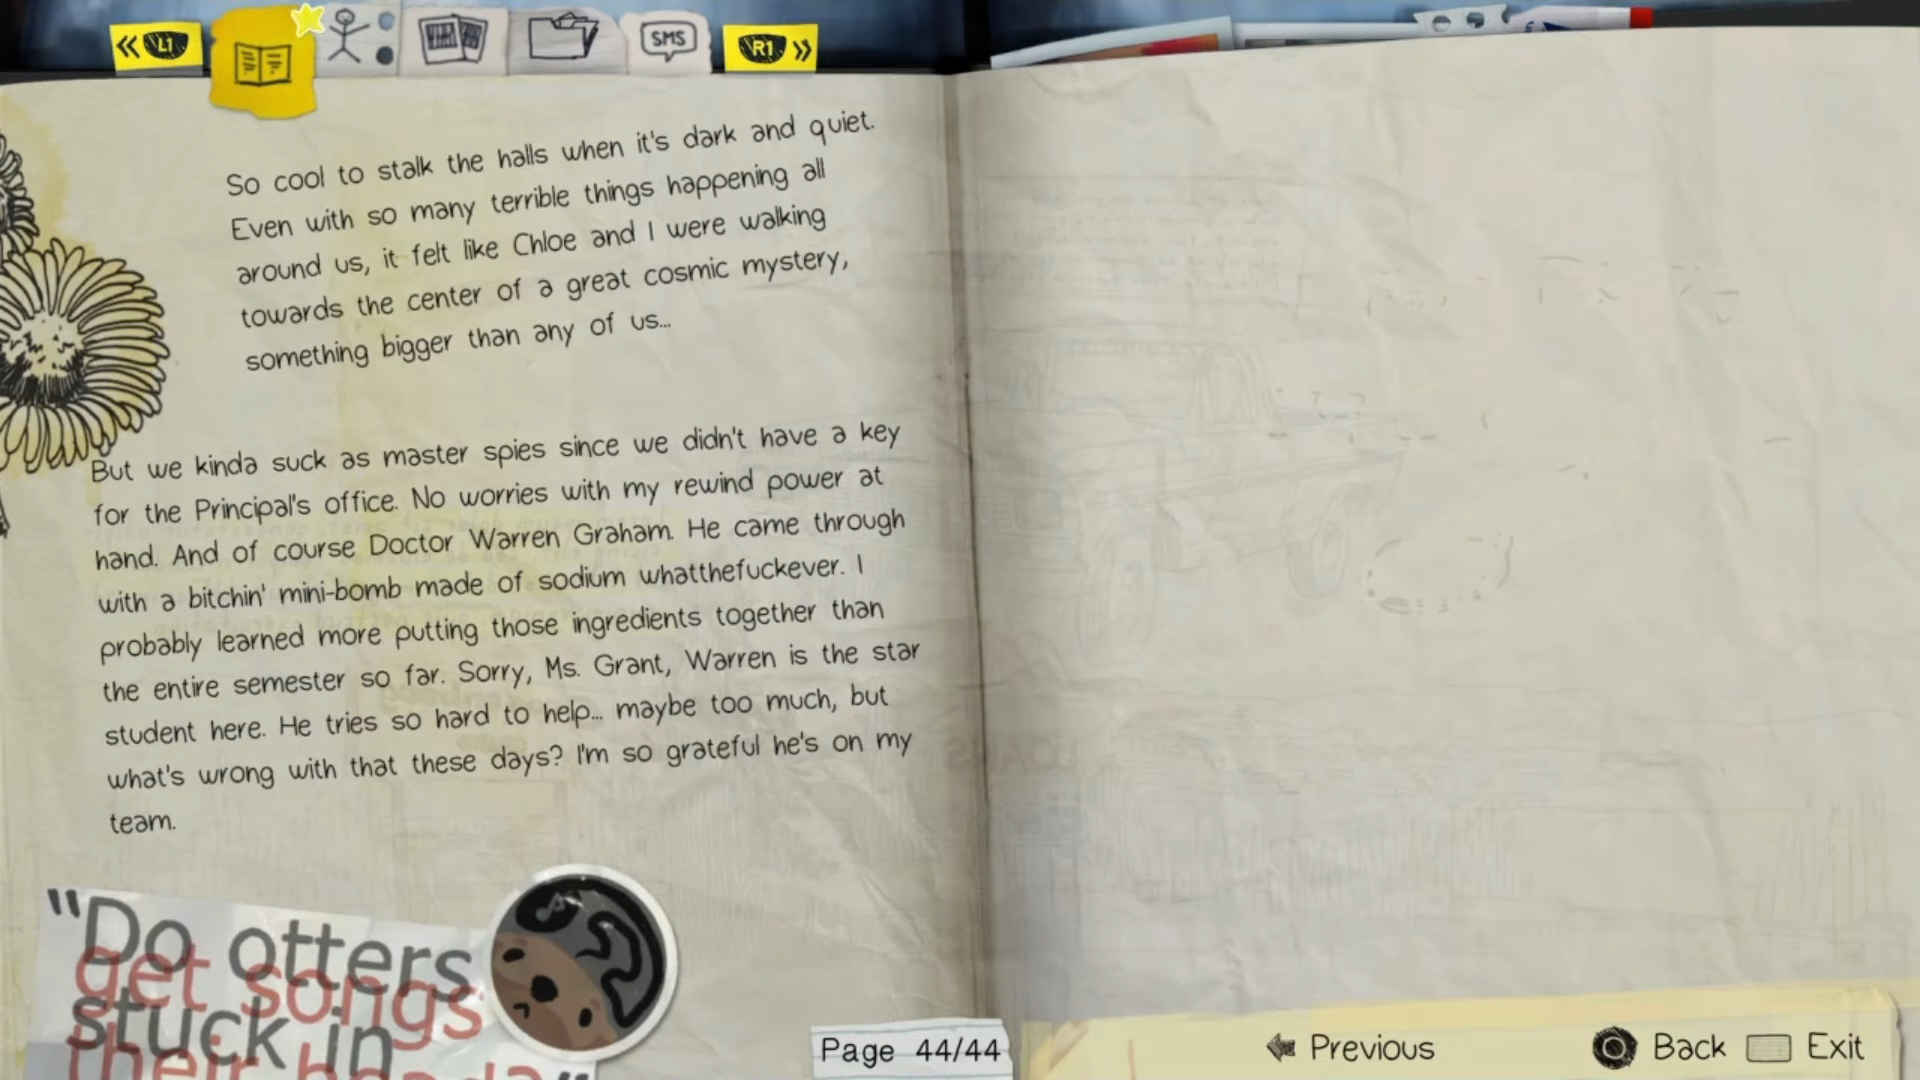 L1
SMS
R1
So cool to stalk the halls when it's dark and quiet.
Even with so many terrible things happening all
around us, it felt like Chloe and I were walking
towards the center of a great cosmic mystery,
something bigger than any of us...
But we kinda suck as master spies since we didn't have a key
for the Principal's office. No worries with my rewind power at
hand. And of course Doctor Warren Graham. He came through
with a bitchin' mini-bomb made of sodium whatthefuckever. I
probably learned more putting those ingredients together than
the entire semester so far. Sorry, Ms. Grant, Warren is the star
student here. He tries so hard to help... maybe too much, but
what's wrong with that these days? I'm so grateful he's on my
team.
"Do otters
get songs
stuck in
their heads?"
Page 44/44
Previous
Back
Exit